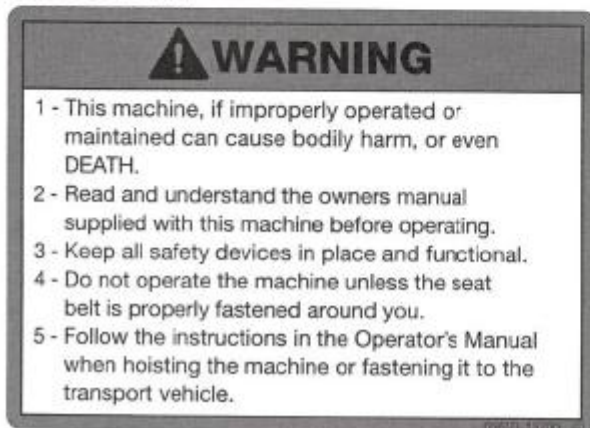 WARNING
1 - This machine, if improperly operated or
maintained can cause bodily harm, or even
DEATH.
2 - Read and understand the owners manual
supplied with this machine before operating.
3 - Keep all safety devices in place and functional.
4 - Do not operate the machine unless the seat
belt is properly fastened around you.
5 - Follow the instructions in the Operator's Manual
when hoisting the machine or fastening it to the
transport vehicle.